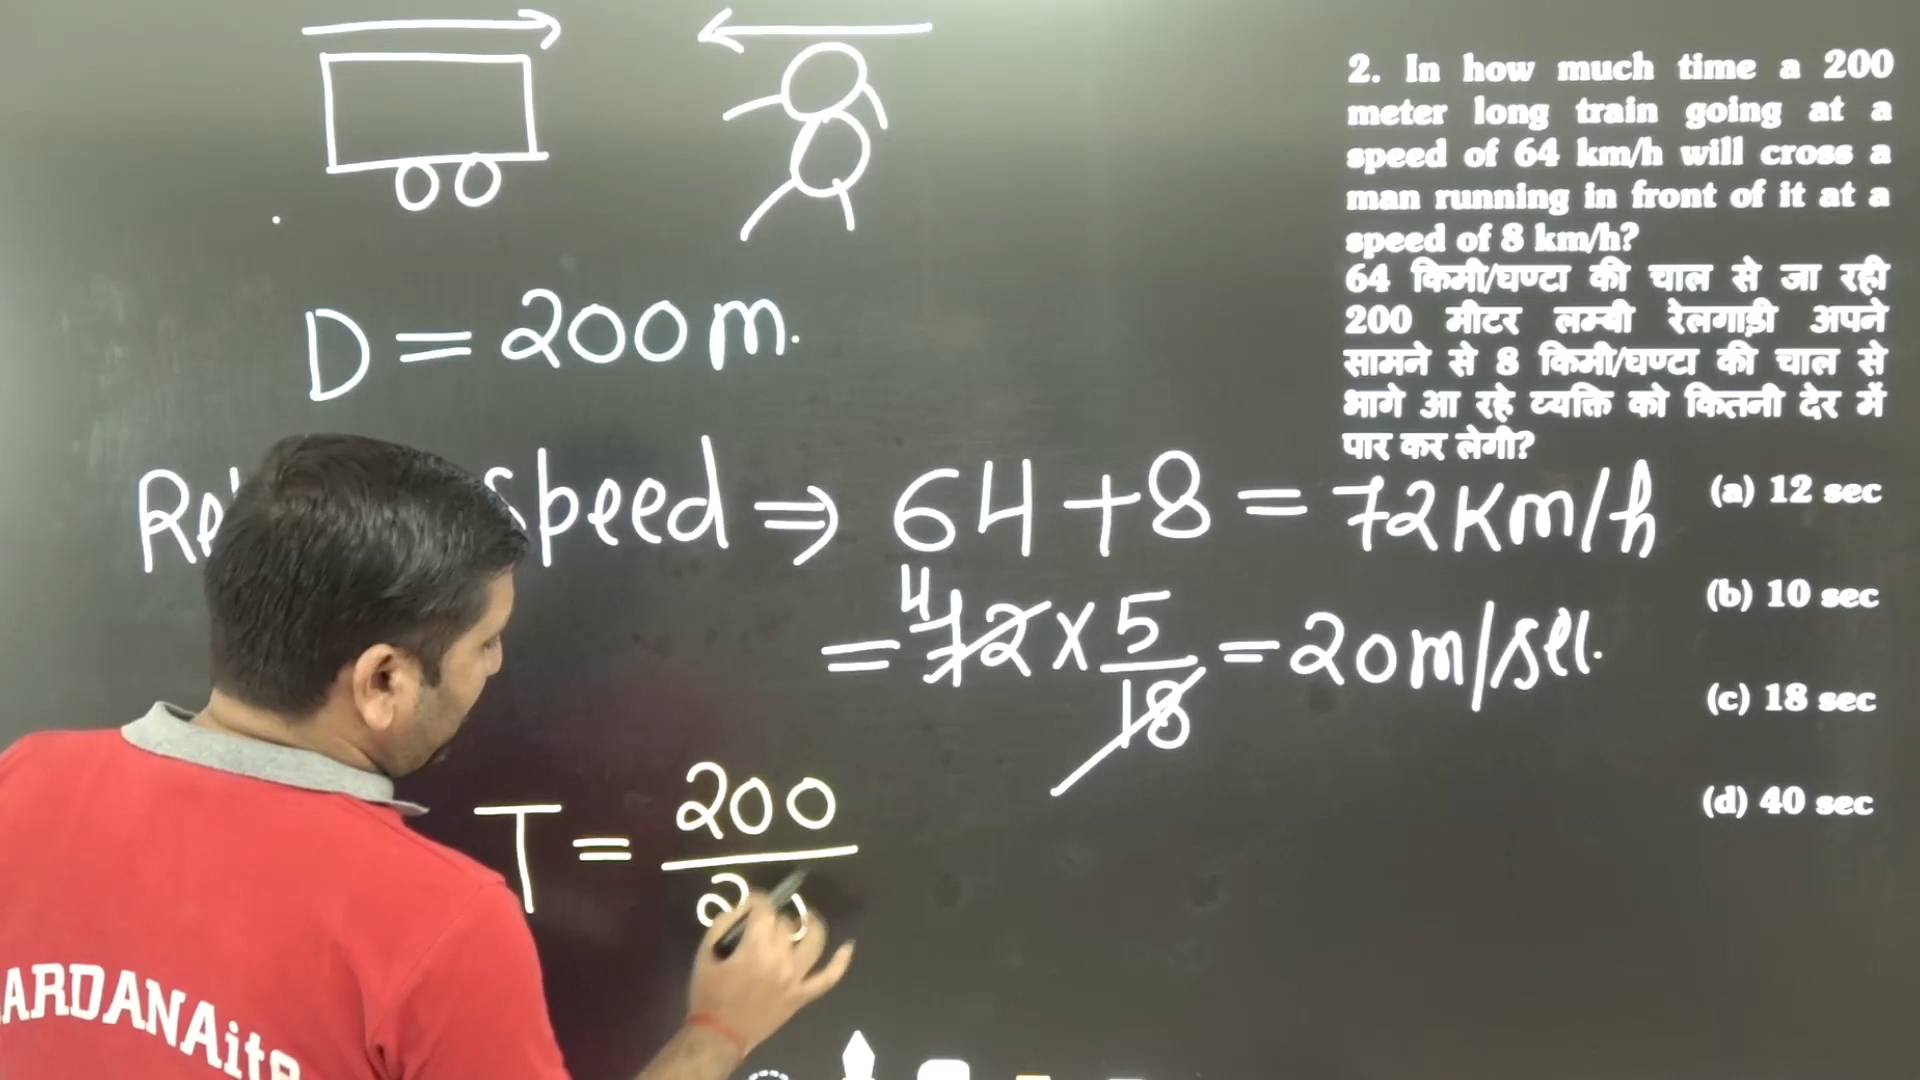 D = 200 m.
Speed ⇒ 64 + 8 = 72 Km/h
4
= 72 × 5/18 = 20 m/sec.
T = 200
2. In how much time a 200
meter long train going at a
speed of 64 km/h will cross a
man running in front of it at a
speed of 8 km/h?
64 किमी/घण्टा की चाल से जा रही
200 मीटर लम्बी रेलगाड़ी अपने
सामने से 8 किमी/घण्टा की चाल से
भागे आ रहे व्यक्ति को कितनी देर में
पार कर लेगी?
(a) 12 sec
(b) 10 sec
(c) 18 sec
(d) 40 sec